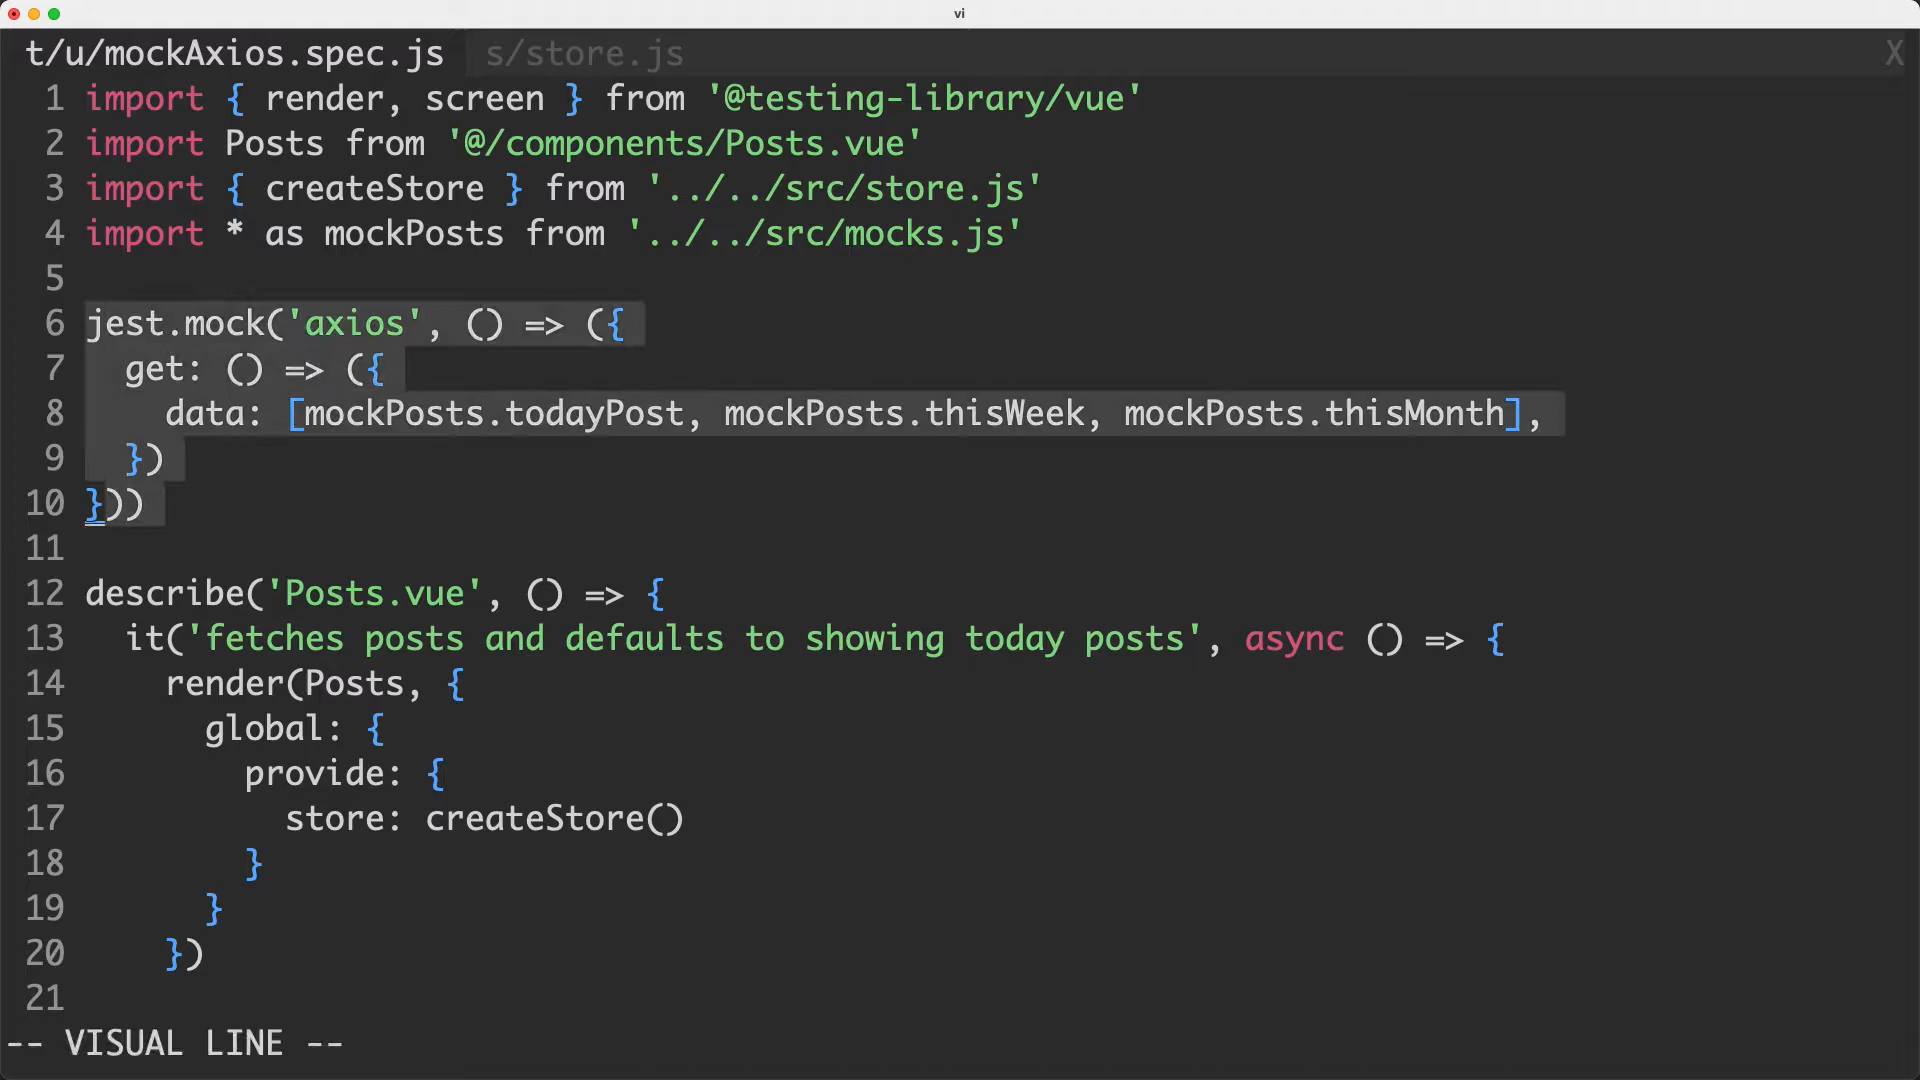 vi
t/u/mockAxios.spec.js s/store.js X
1 import { render, screen } from '@testing-library/vue'
2 import Posts from '@/components/Posts.vue'
3 import { createStore } from '../../src/store.js'
4 import * as mockPosts from '../../src/mocks.js'
5
6 jest.mock('axios', () => ({
7   get: () => ({
8     data: [mockPosts.todayPost, mockPosts.thisWeek, mockPosts.thisMonth],
9   })
10 }))
11
12 describe('Posts.vue', () => {
13   it('fetches posts and defaults to showing today posts', async () => {
14     render(Posts, {
15       global: {
16         provide: {
17           store: createStore()
18         }
19       }
20     })
21
-- VISUAL LINE --